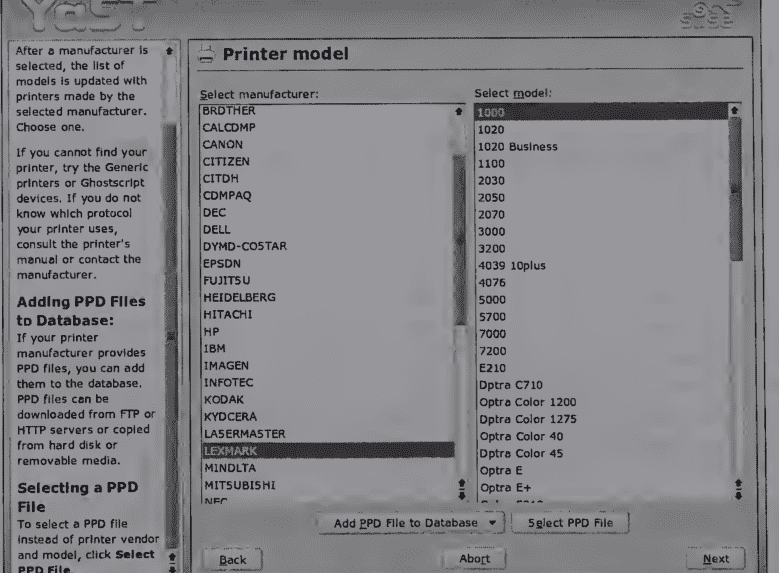 YaST
After a manufacturer is
selected, the list of
models is updated with
printers made by the
selected manufacturer.
Choose one.
If you cannot find your
printer, try the Generic
printers or Ghostscript
devices. If you do not
know which protocol
your printer uses,
consult the printer's
manual or contact the
manufacturer.
Adding PPD Files
to Database:
If your printer
manufacturer provides
PPD files, you can add
them to the database.
PPD files can be
downloaded from FTP or
HTTP servers or copied
from hard disk or
removable media.
Selecting a PPD
File
To select a PPD file
instead of printer vendor
and model, click Select
PPD File
Printer model
Select manufacturer:
BROTHER
CALCOMP
CANON
CITIZEN
CITOH
COMPAQ
DEC
DELL
DYMO-COSTAR
EPSON
FUJITSU
HEIDELBERG
HITACHI
HP
IBM
IMAGEN
INFOTEC
KODAK
KYOCERA
LASERMASTER
LEXMARK
MINOLTA
MITSUBISHI
NEC
Select model:
1000
1020
1020 Business
1100
2030
2050
2070
3000
3200
4039 10plus
4076
5000
5700
7000
7200
E210
Optra C710
Optra Color 1200
Optra Color 1275
Optra Color 40
Optra Color 45
Optra E
Optra E+
Add PPD File to Database
Select PPD File
Back
Abort
Next